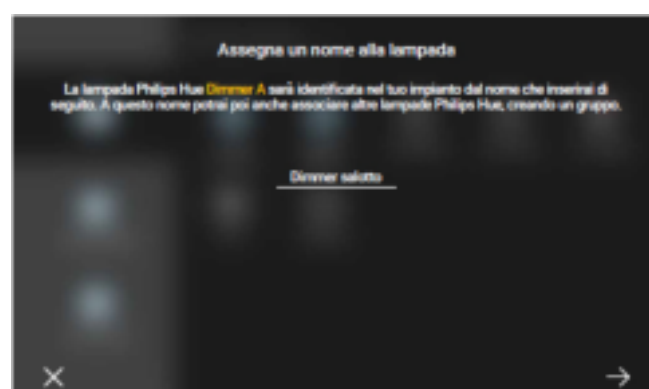 Assegna un nome alla lampada
La lampada Philips Hue Dimmer A sarà identificata nel tuo impianto dal nome che inserirai di
seguito. A questo nome potrai poi anche associare altre lampade Philips Hue, creando un gruppo.
Dimmer salotto